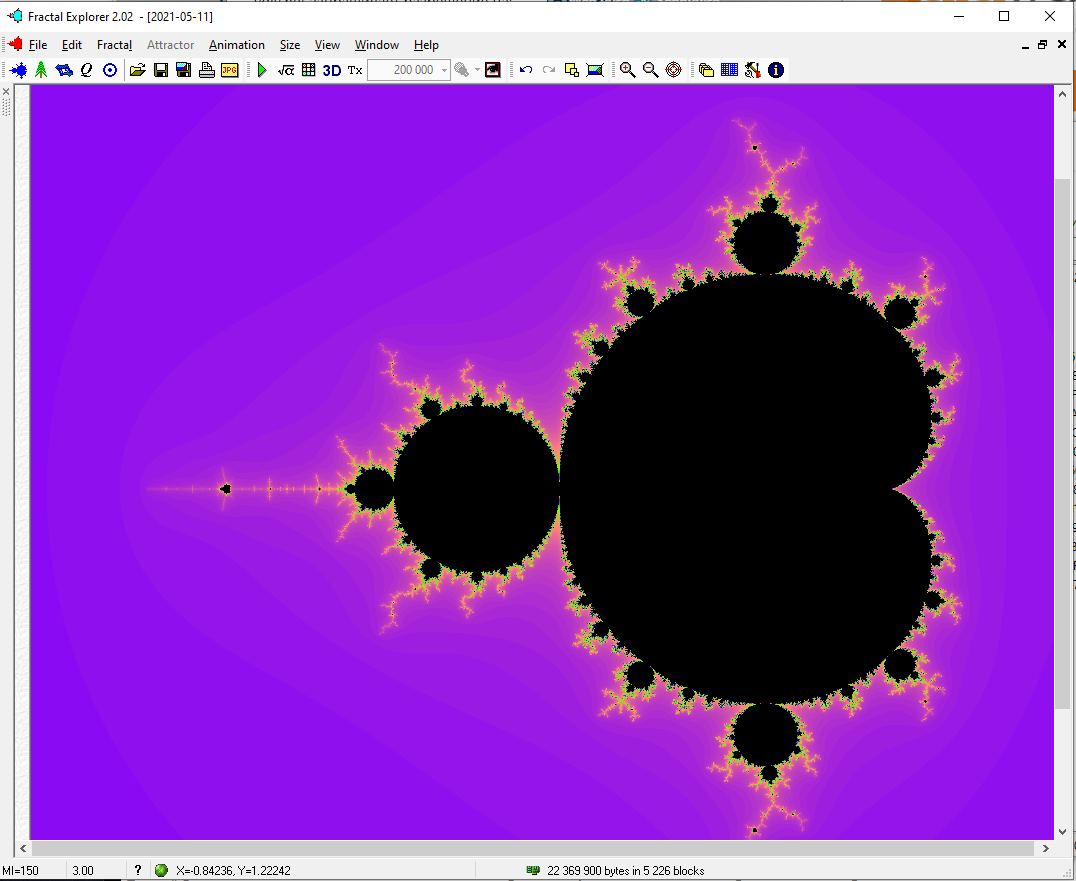 Fractal Explorer 2.02 - [2021-05-11]
File Edit Fractal Attractor Animation Size View Window Help
Q JPG √α 3D Tx 200 000 i
MI=150 3.00 ? X=-0.84236, Y=1.22242 22 369 900 bytes in 5 226 blocks